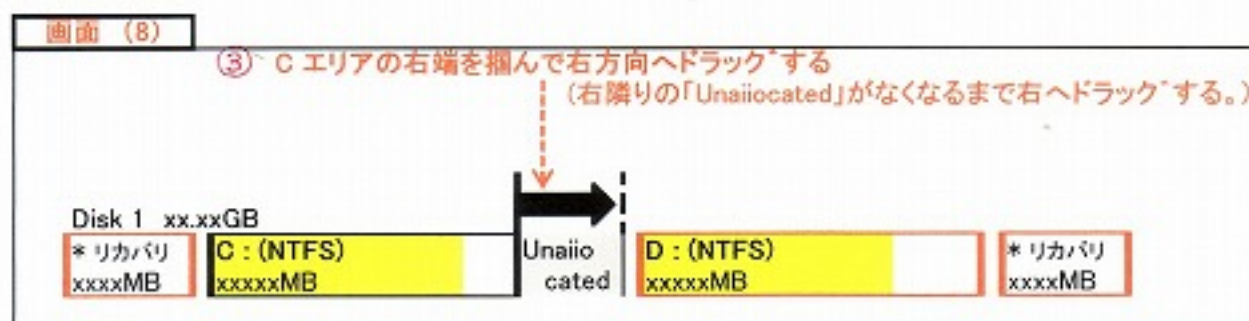 画面 (8)
③ C エリアの右端を掴んで右方向へドラック゛する
(右隣りの「Unaiiocated」がなくなるまで右へドラック゛する。)
Disk 1 xx.xxGB
* リカバリ
xxxxMB
C : (NTFS)
xxxxxMB
Unaiio
cated
D : (NTFS)
xxxxxMB
* リカバリ
xxxxMB